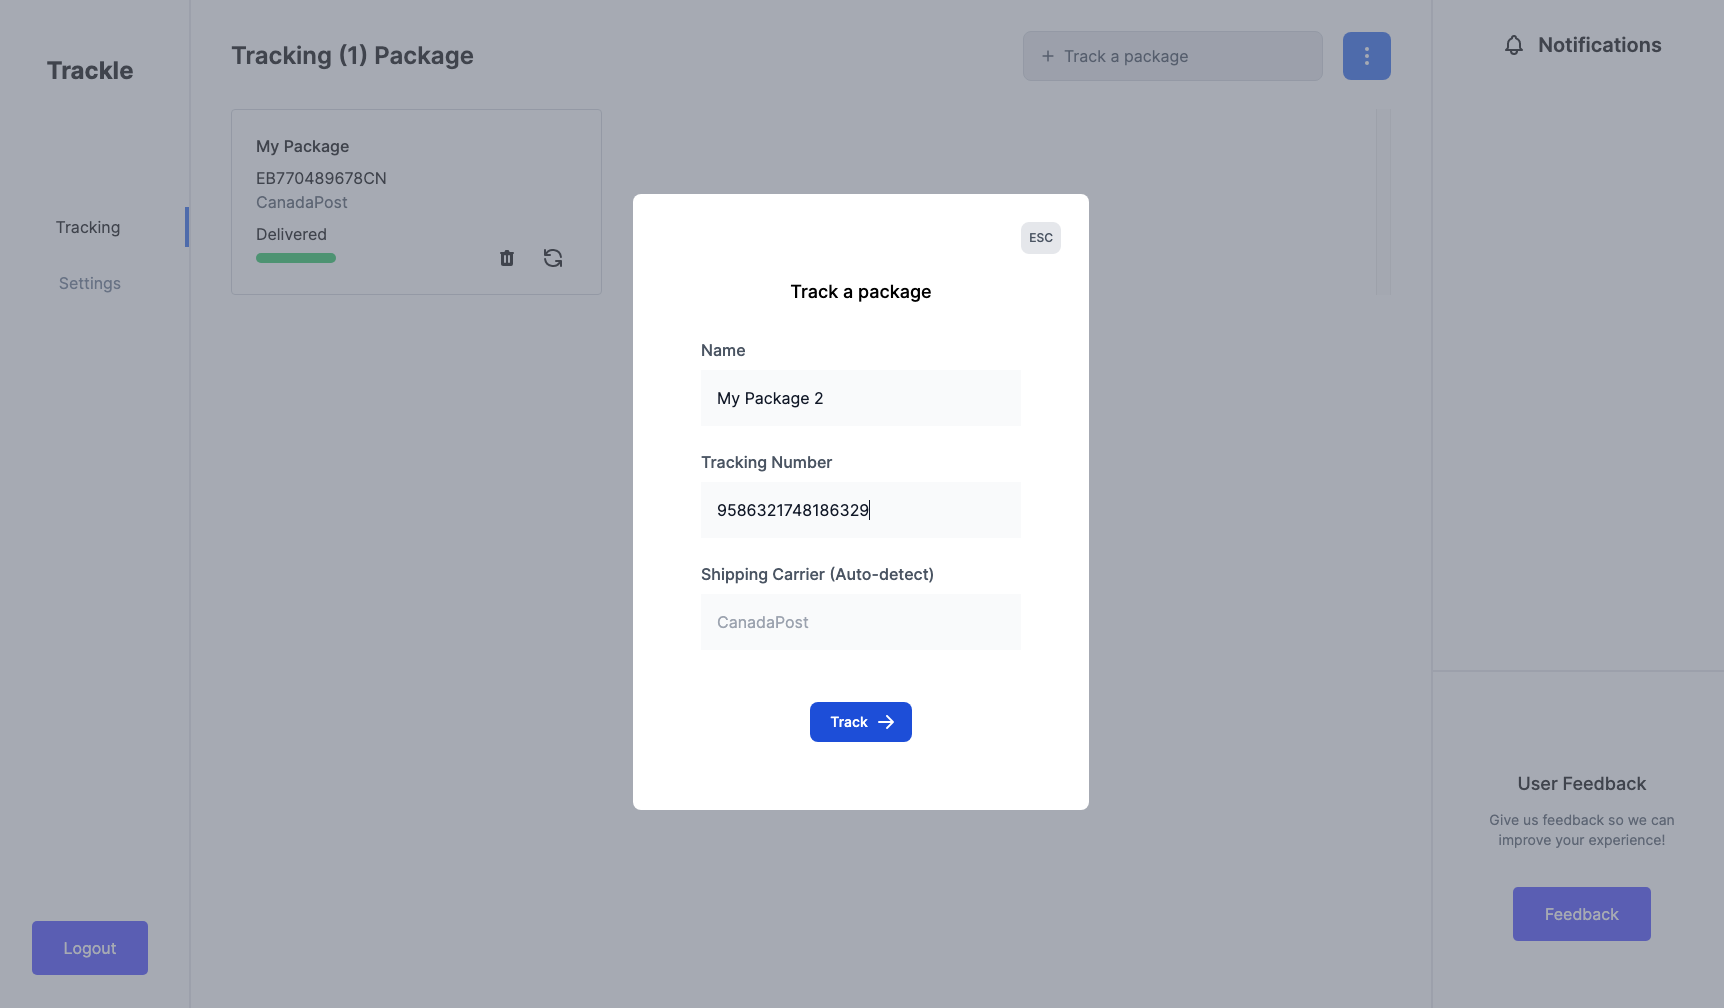 Trackle
Tracking
Settings
Logout
Tracking (1) Package
+ Track a package
My Package
EB770489678CN
CanadaPost
Delivered
ESC
Track a package
Name
My Package 2
Tracking Number
9586321748186329
Shipping Carrier (Auto-detect)
CanadaPost
Track →
Notifications
User Feedback
Give us feedback so we can
improve your experience!
Feedback